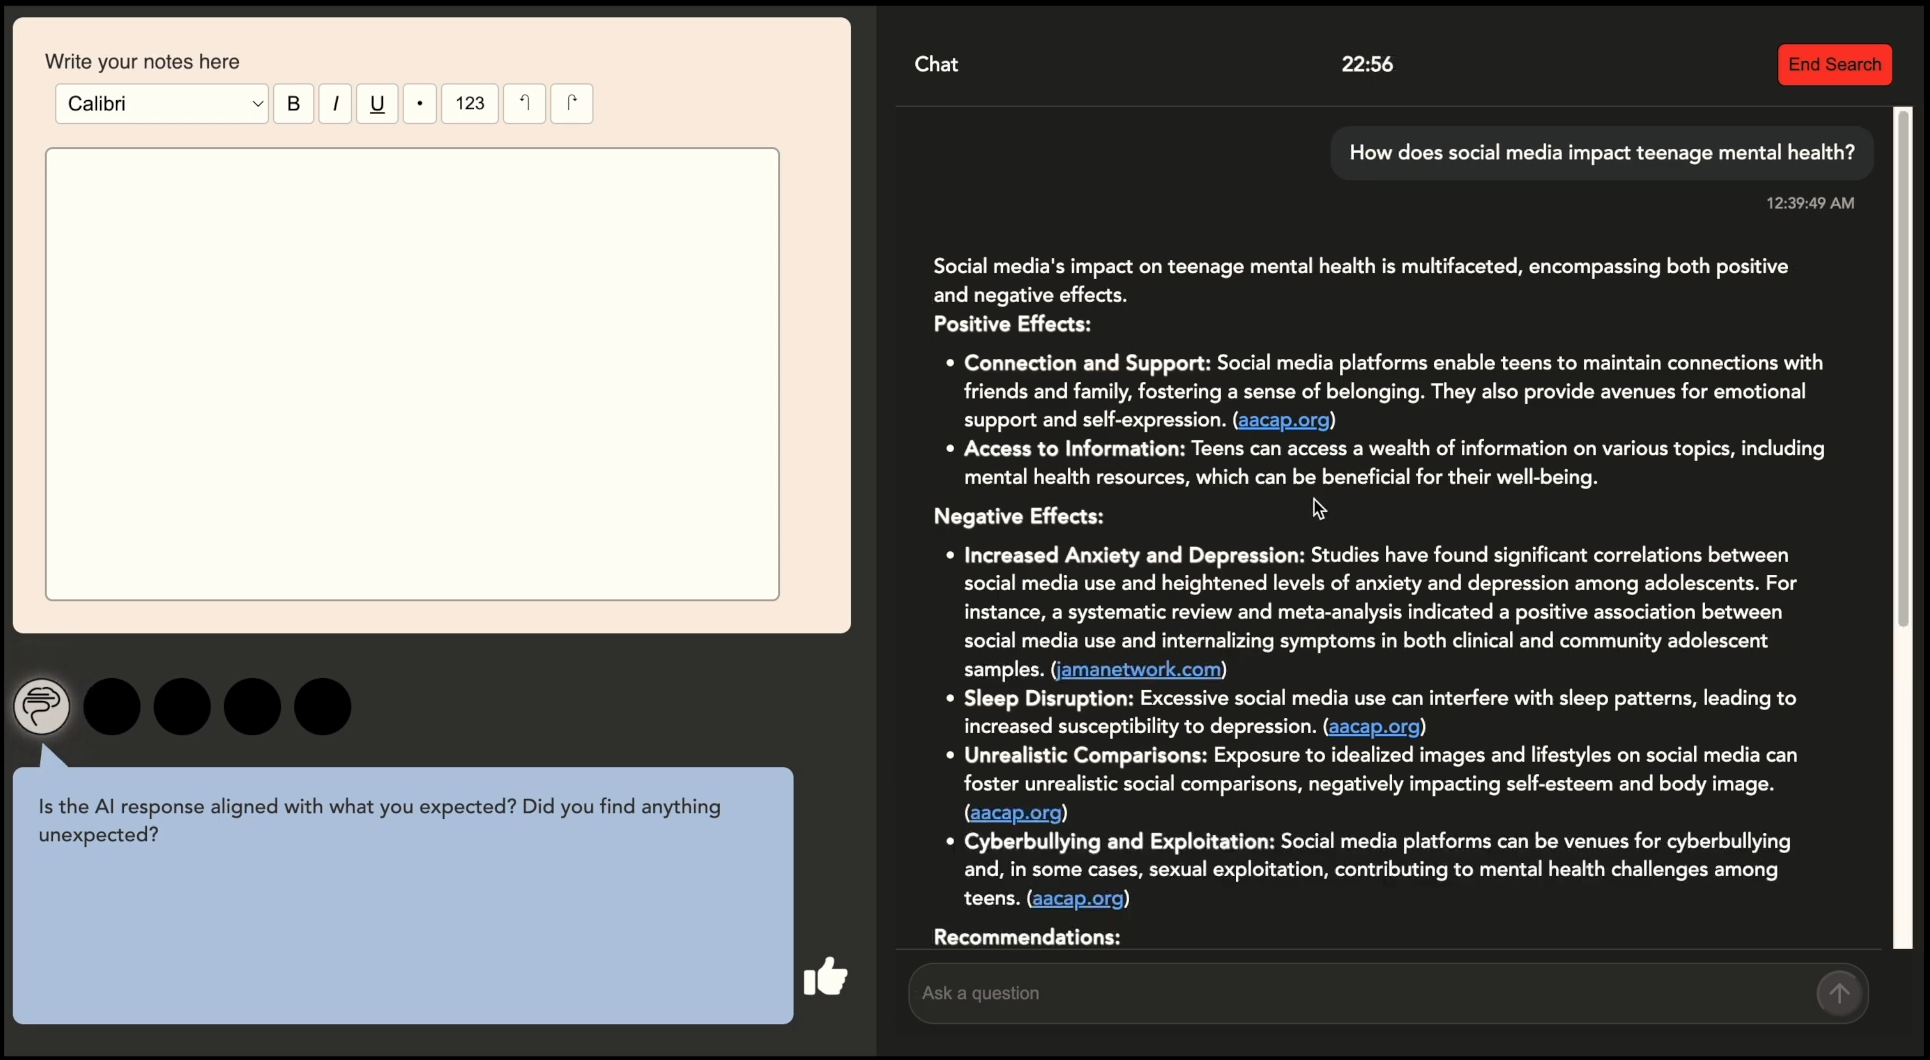 Write your notes here
Calibri
B
I
U
•
123
Is the AI response aligned with what you expected? Did you find anything
unexpected?
Chat
22:56
End Search
How does social media impact teenage mental health?
12:39:49 AM
Social media's impact on teenage mental health is multifaceted, encompassing both positive
and negative effects.
Positive Effects:
• Connection and Support: Social media platforms enable teens to maintain connections with
friends and family, fostering a sense of belonging. They also provide avenues for emotional
support and self-expression. (aacap.org)
• Access to Information: Teens can access a wealth of information on various topics, including
mental health resources, which can be beneficial for their well-being.
Negative Effects:
• Increased Anxiety and Depression: Studies have found significant correlations between
social media use and heightened levels of anxiety and depression among adolescents. For
instance, a systematic review and meta-analysis indicated a positive association between
social media use and internalizing symptoms in both clinical and community adolescent
samples. (jamanetwork.com)
• Sleep Disruption: Excessive social media use can interfere with sleep patterns, leading to
increased susceptibility to depression. (aacap.org)
• Unrealistic Comparisons: Exposure to idealized images and lifestyles on social media can
foster unrealistic social comparisons, negatively impacting self-esteem and body image.
(aacap.org)
• Cyberbullying and Exploitation: Social media platforms can be venues for cyberbullying
and, in some cases, sexual exploitation, contributing to mental health challenges among
teens. (aacap.org)
Recommendations:
Ask a question